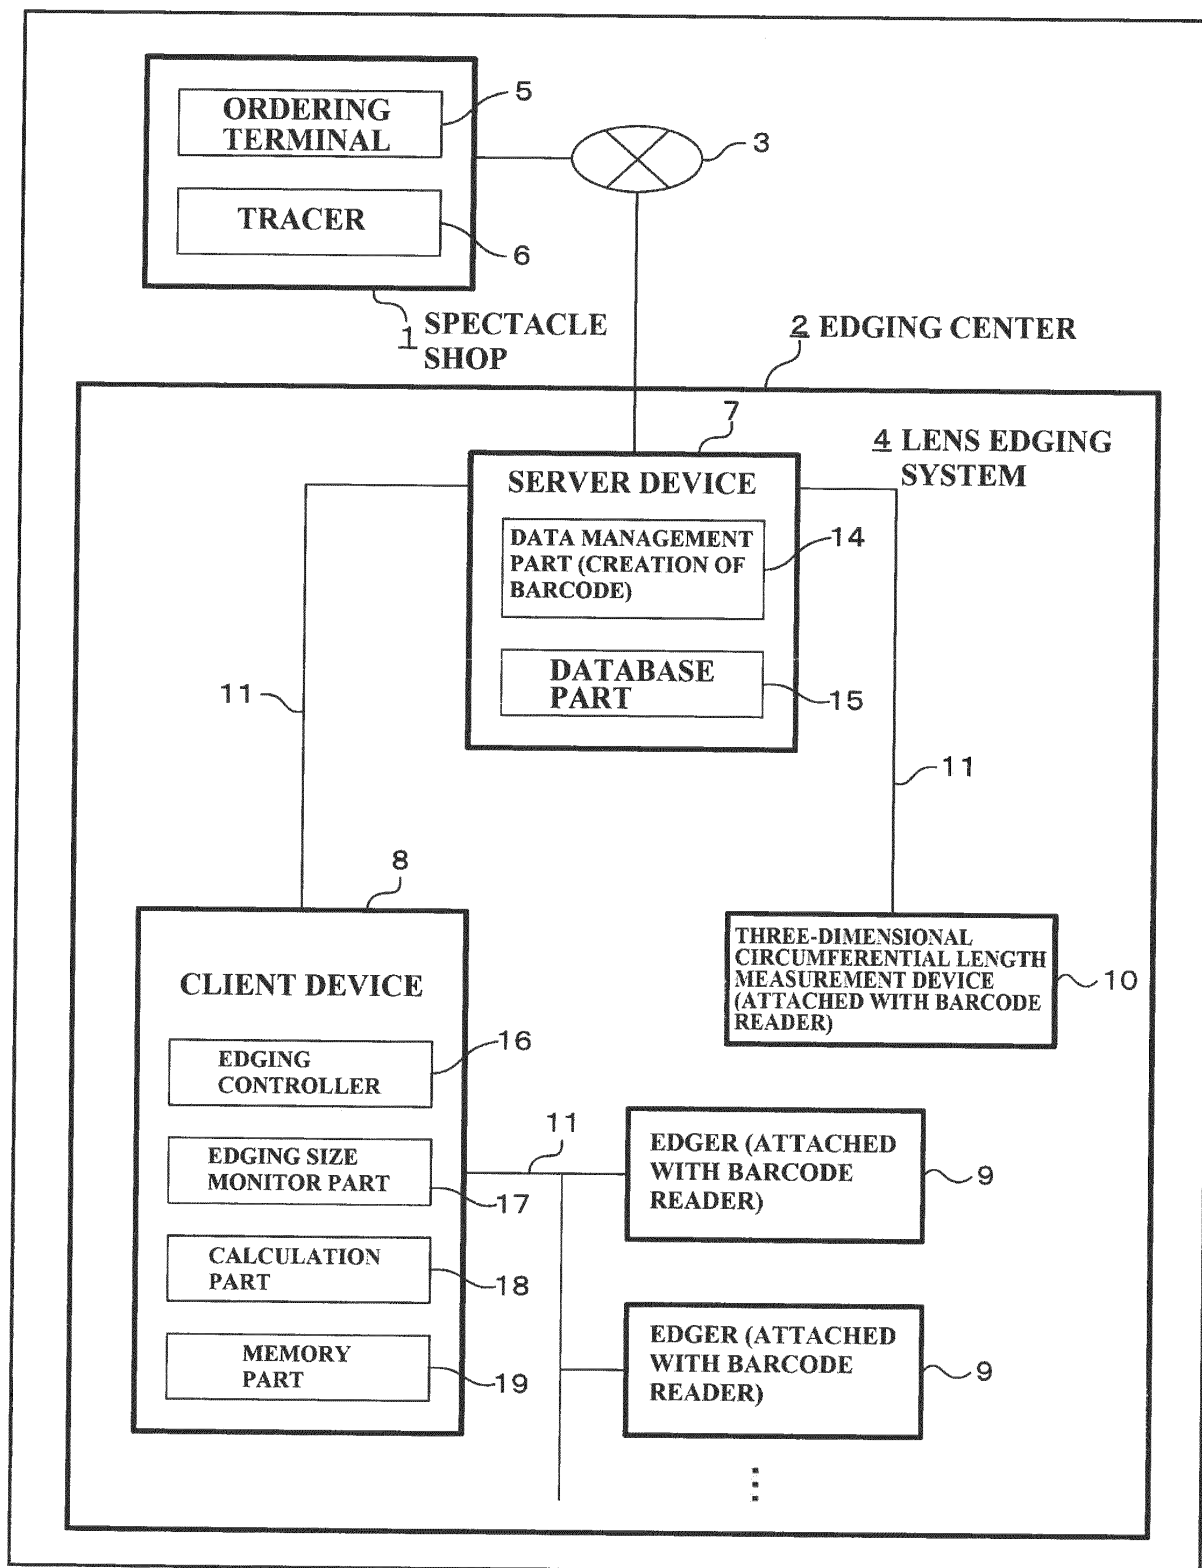 ORDERING
TERMINAL
5
TRACER
6
3
1 SPECTACLE
SHOP
2 EDGING CENTER
7
4 LENS EDGING
SYSTEM
SERVER DEVICE
DATA MANAGEMENT
PART (CREATION OF
BARCODE)
14
DATABASE
PART
15
11
11
8
CLIENT DEVICE
THREE-DIMENSIONAL
CIRCUMFERENTIAL LENGTH
MEASUREMENT DEVICE
(ATTACHED WITH BARCODE
READER)
10
EDGING
CONTROLLER
16
EDGING SIZE
MONITOR PART
17
CALCULATION
PART
18
MEMORY
PART
19
11
EDGER (ATTACHED
WITH BARCODE
READER)
9
EDGER (ATTACHED
WITH BARCODE
READER)
9